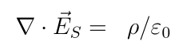 ∇ · E⃗_S = ρ/ε₀